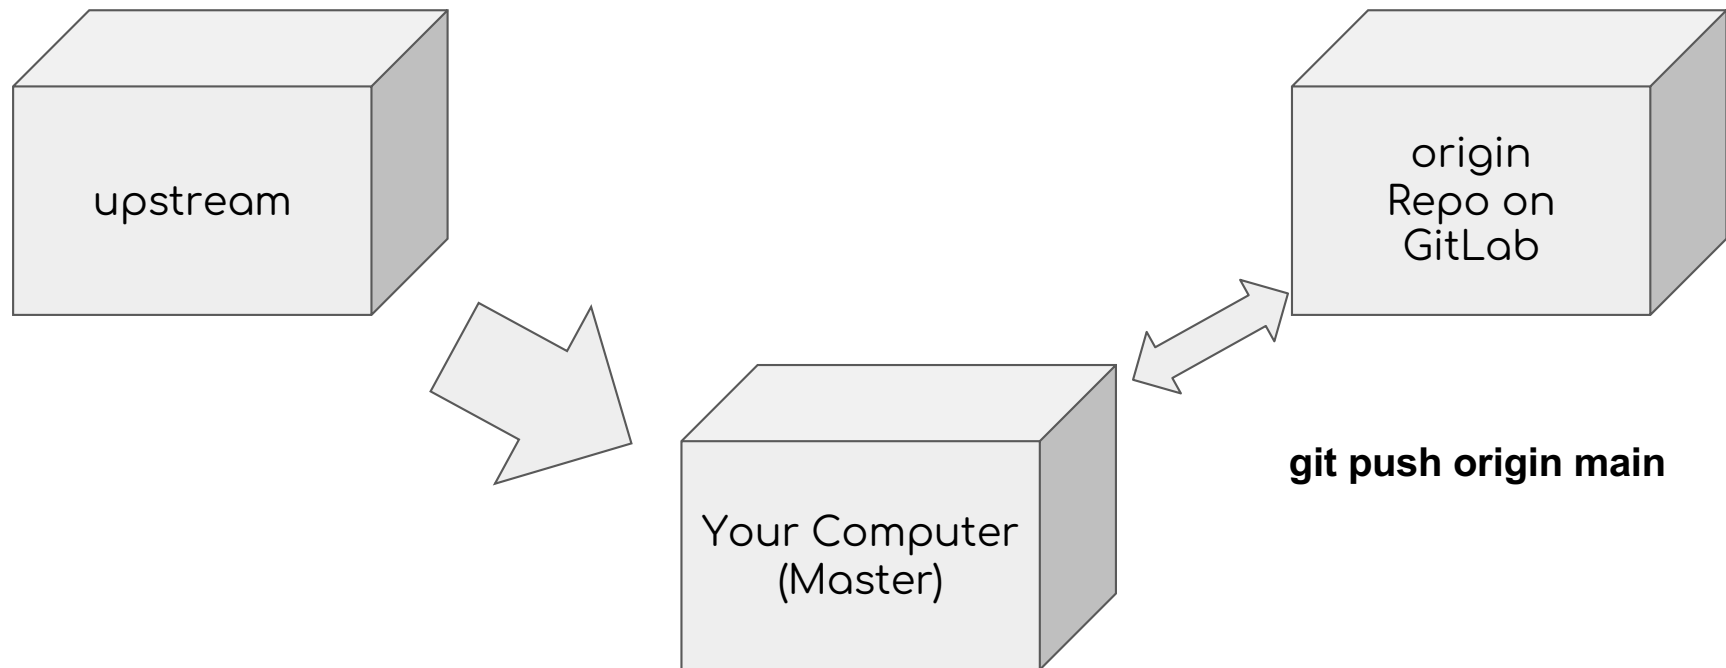 upstream
origin
Repo on
GitLab
git push origin main
Your Computer
(Master)